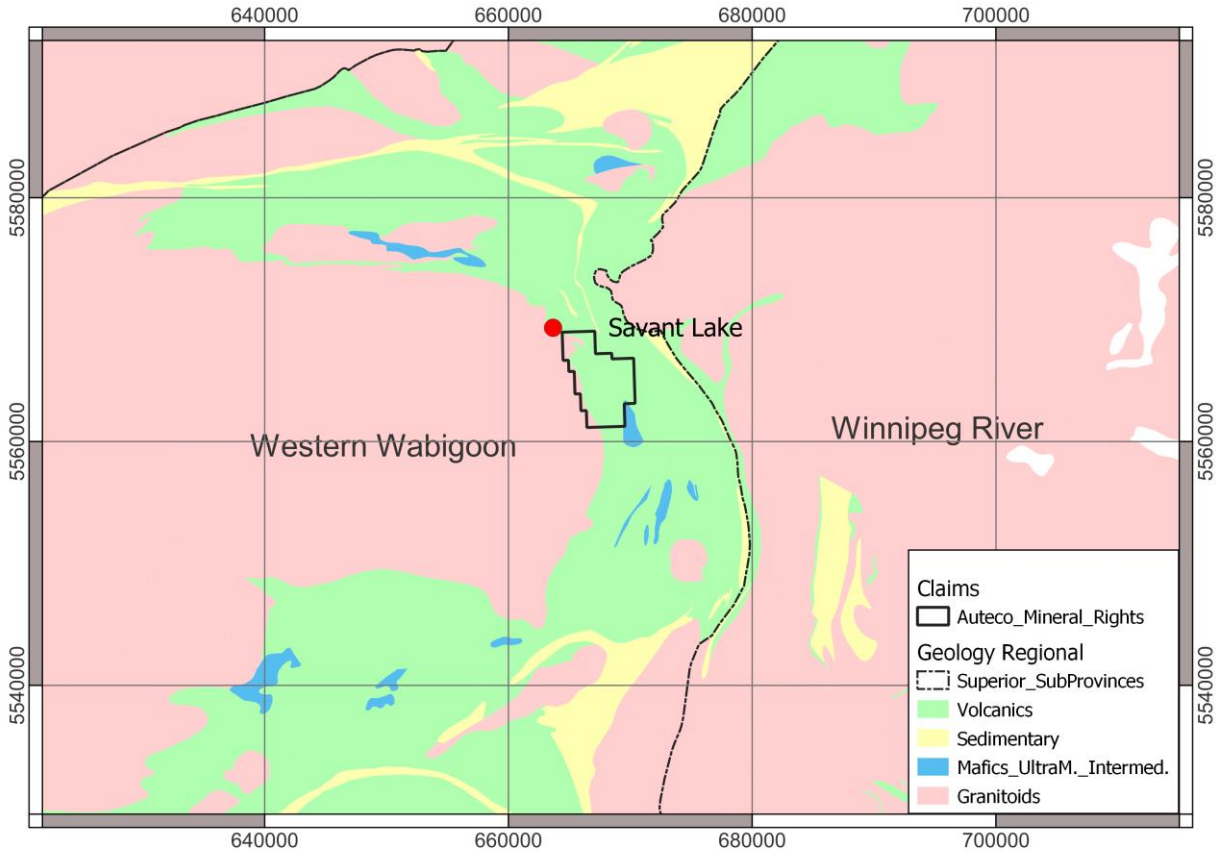 640000 660000 680000 700000
5580000 5580000
Savant Lake
Western Wabigoon Winnipeg River
5560000 5560000
Claims
Auteco_Mineral_Rights
Geology Regional
Superior_SubProvinces
Volcanics
Sedimentary
Mafics_UltraM._Intermed.
Granitoids
5540000 5540000
640000 660000 680000 700000